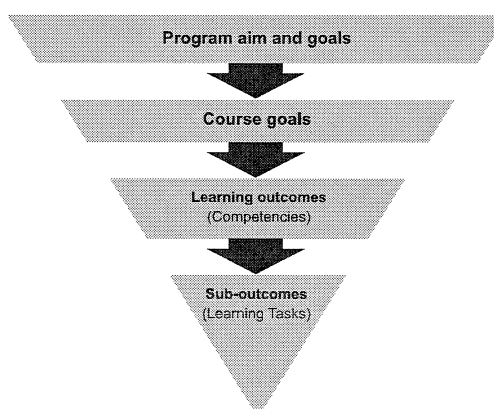 Program aim and goals
Course goals
Learning outcomes
(Competencies)
Sub-outcomes
(Learning Tasks)